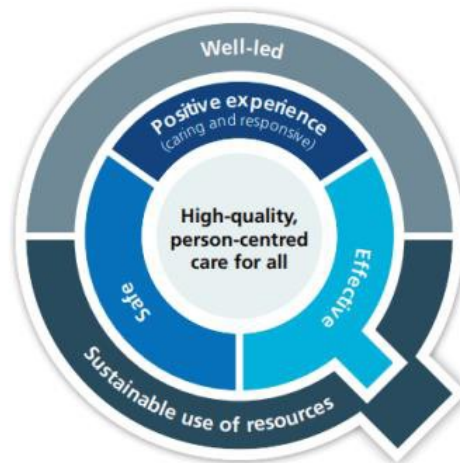 Well-led
Positive experience
(caring and responsive)
High-quality,
person-centred
care for all
Safe
Effective
Sustainable use of resources